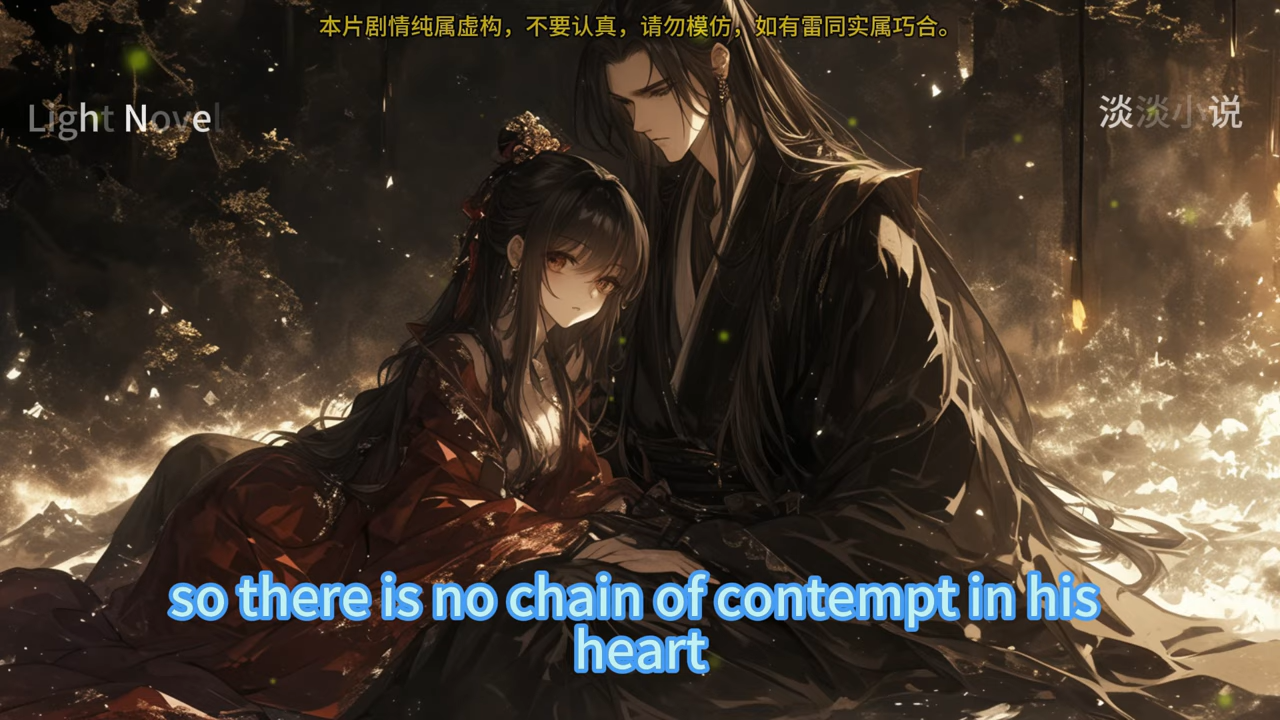 本片剧情纯属虚构，不要认真，请勿模仿，如有雷同实属巧合。
Light Novel
淡淡小说
so there is no chain of contempt in his
heart